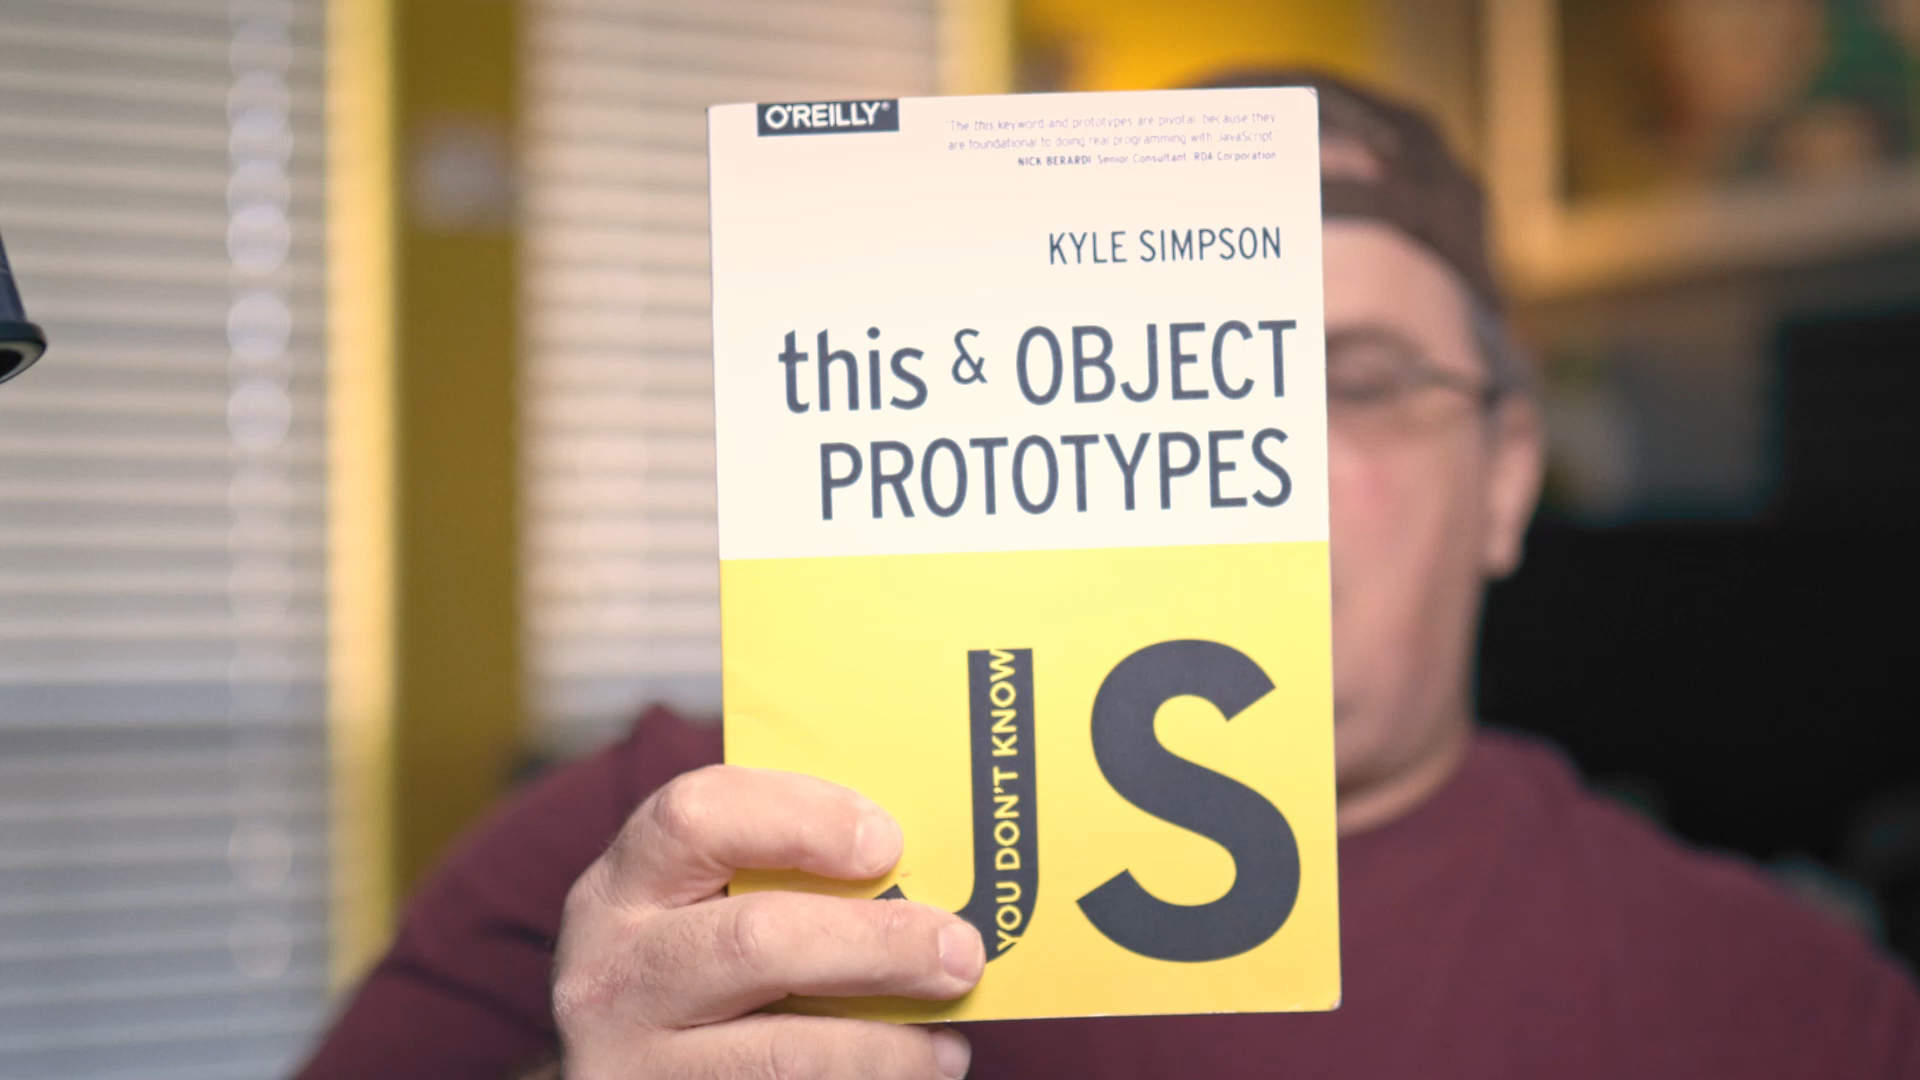 O'REILLY®
"The this keyword and prototypes are pivotal, because they
are foundational to doing real programming with JavaScript."
NICK BERARDI, Senior Consultant, RDA Corporation
KYLE SIMPSON
this & OBJECT
PROTOTYPES
YOU DON'T KNOW
JS